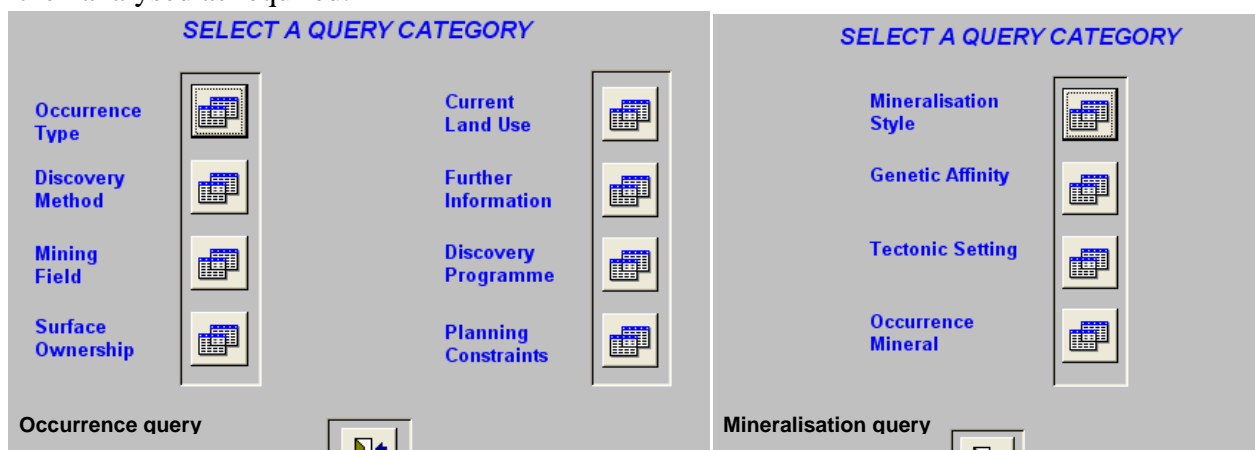 SELECT A QUERY CATEGORY
Occurrence
Type
Discovery
Method
Mining
Field
Surface
Ownership
Current
Land Use
Further
Information
Discovery
Programme
Planning
Constraints
Occurrence query
SELECT A QUERY CATEGORY
Mineralisation
Style
Genetic Affinity
Tectonic Setting
Occurrence
Mineral
Mineralisation query